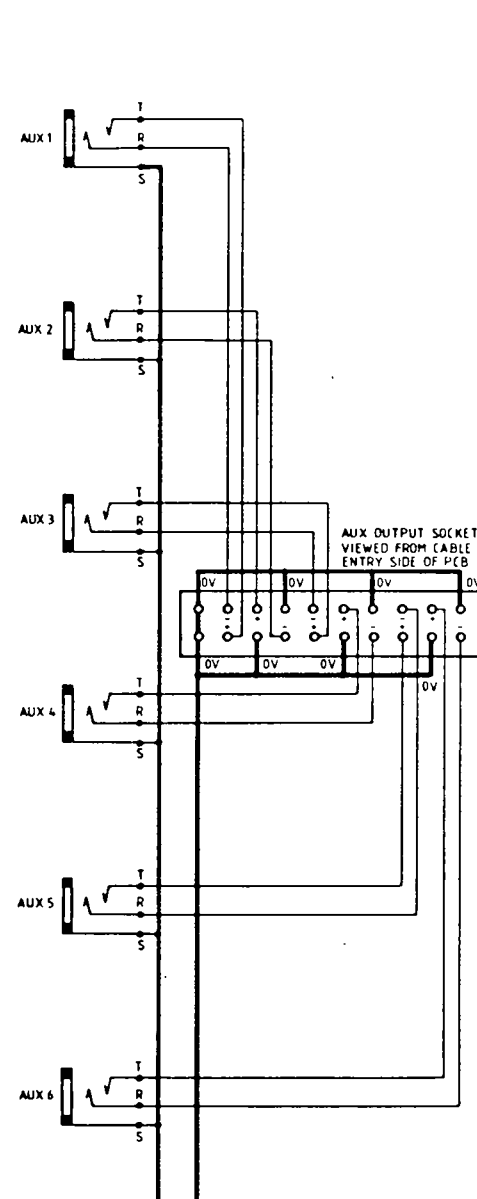 T
AUX 1
R
S
T
AUX 2
R
S
T
AUX 3
R
S
AUX OUTPUT SOCKET
VIEWED FROM CABLE
ENTRY SIDE OF PCB
0V 0V 0V 0V
- + - + - +
+ - + - + -
0V 0V 0V
0V
T
AUX 4
R
S
T
AUX 5
R
S
T
AUX 6
R
S